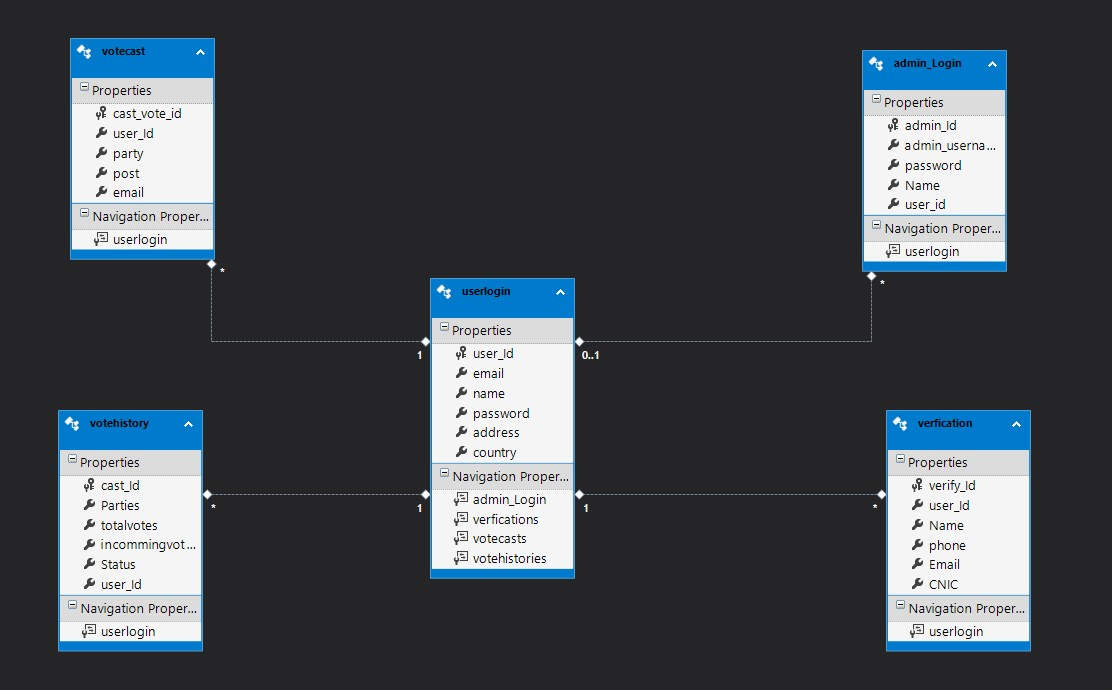 votecast
Properties
cast_vote_id
user_Id
party
post
email
Navigation Proper...
userlogin
*
admin_Login
Properties
admin_Id
admin_userna...
password
Name
user_id
Navigation Proper...
userlogin
*
userlogin
Properties
user_Id
email
name
password
address
country
Navigation Proper...
admin_Login
verfications
votecasts
votehistories
1
0..1
1
1
votehistory
Properties
cast_Id
Parties
totalvotes
incommingvot...
Status
user_Id
Navigation Proper...
userlogin
*
verfication
Properties
verify_Id
user_Id
Name
phone
Email
CNIC
Navigation Proper...
userlogin
*